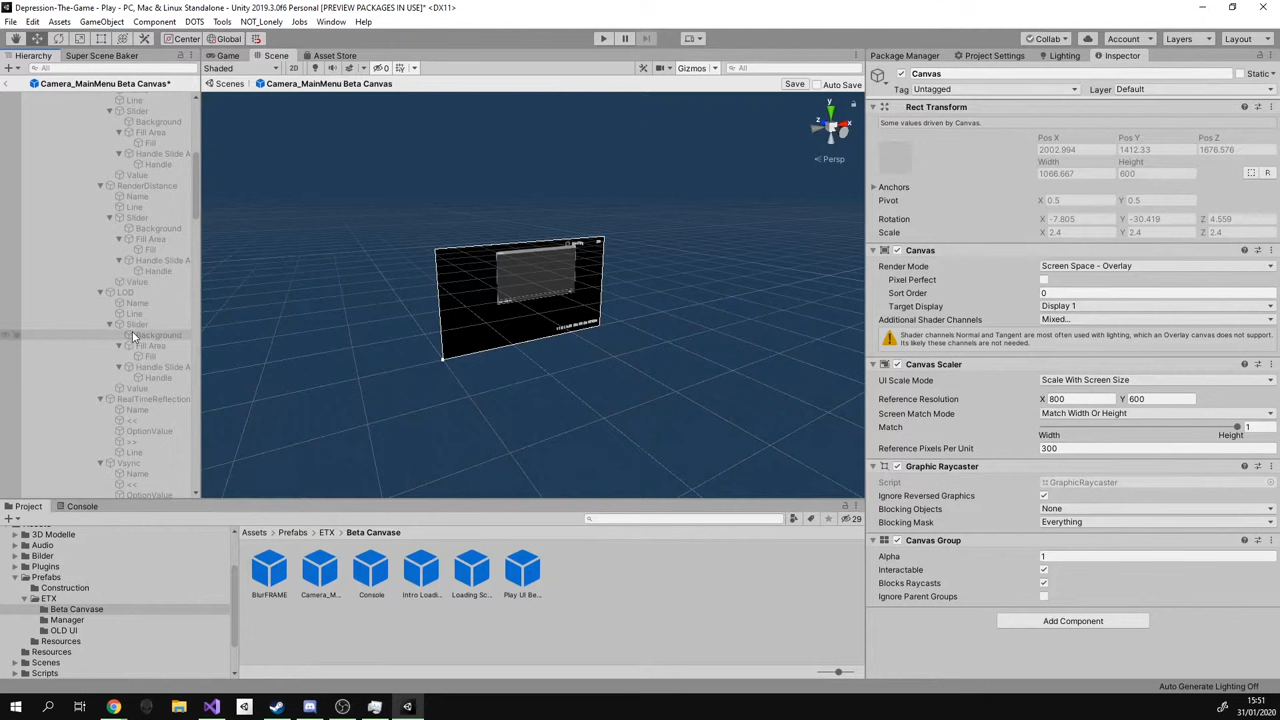 Depression-The-Game - Play - PC, Mac & Linux Standalone - Unity 2019.3.0f6 Personal [PREVIEW PACKAGES IN USE]* <DX11>
File Edit Assets GameObject Component DOTS Tools NOT_Lonely Jobs Window Help
Center Global Collab Account Layers Layout
Hierarchy Super Scene Baker Game Scene Asset Store Package Manager Project Settings Lighting Inspector
All Shaded 2D 0 Gizmos All
Camera_MainMenu Beta Canvas* Scenes Camera_MainMenu Beta Canvas Save Auto Save
Line
Slider
Background
Fill Area
Fill
Handle Slide A
Handle
Value
RenderDistance
Name
Line
Slider
Background
Fill Area
Fill
Handle Slide A
Handle
Value
LOD
Name
Line
Slider
Background
Fill Area
Fill
Handle Slide A
Handle
Value
RealTimeReflection
Name
<<
OptionValue
>>
Line
Vsync
Name
<<
OptionValue
y
z x
Persp
Canvas Static
Tag Untagged Layer Default
Rect Transform
Some values driven by Canvas.
Pos X Pos Y Pos Z
2002.994 1412.33 1676.576
Width Height
1066.667 600 R
Anchors
Pivot X 0.5 Y 0.5
Rotation X -7.805 Y -30.419 Z 4.559
Scale X 2.4 Y 2.4 Z 2.4
Canvas
Render Mode Screen Space - Overlay
Pixel Perfect
Sort Order 0
Target Display Display 1
Additional Shader Channels Mixed...
Shader channels Normal and Tangent are most often used with lighting, which an Overlay canvas does not support.
Its likely these channels are not needed.
Canvas Scaler
UI Scale Mode Scale With Screen Size
Reference Resolution X 800 Y 600
Screen Match Mode Match Width Or Height
Match 1
Width Height
Reference Pixels Per Unit 300
Graphic Raycaster
Script GraphicRaycaster
Ignore Reversed Graphics
Blocking Objects None
Blocking Mask Everything
Canvas Group
Alpha 1
Interactable
Blocks Raycasts
Ignore Parent Groups
Add Component
Project Console
29
Assets
3D Modelle
Audio
Bilder
Plugins
Prefabs
Construction
ETX
Beta Canvase
Manager
OLD UI
Resources
Resources
Scenes
Scripts
Assets Prefabs ETX Beta Canvase
BlurFRAME Camera_M... Console Intro Loadi... Loading Sc... Play UI Be...
Auto Generate Lighting Off
15:51
31/01/2020